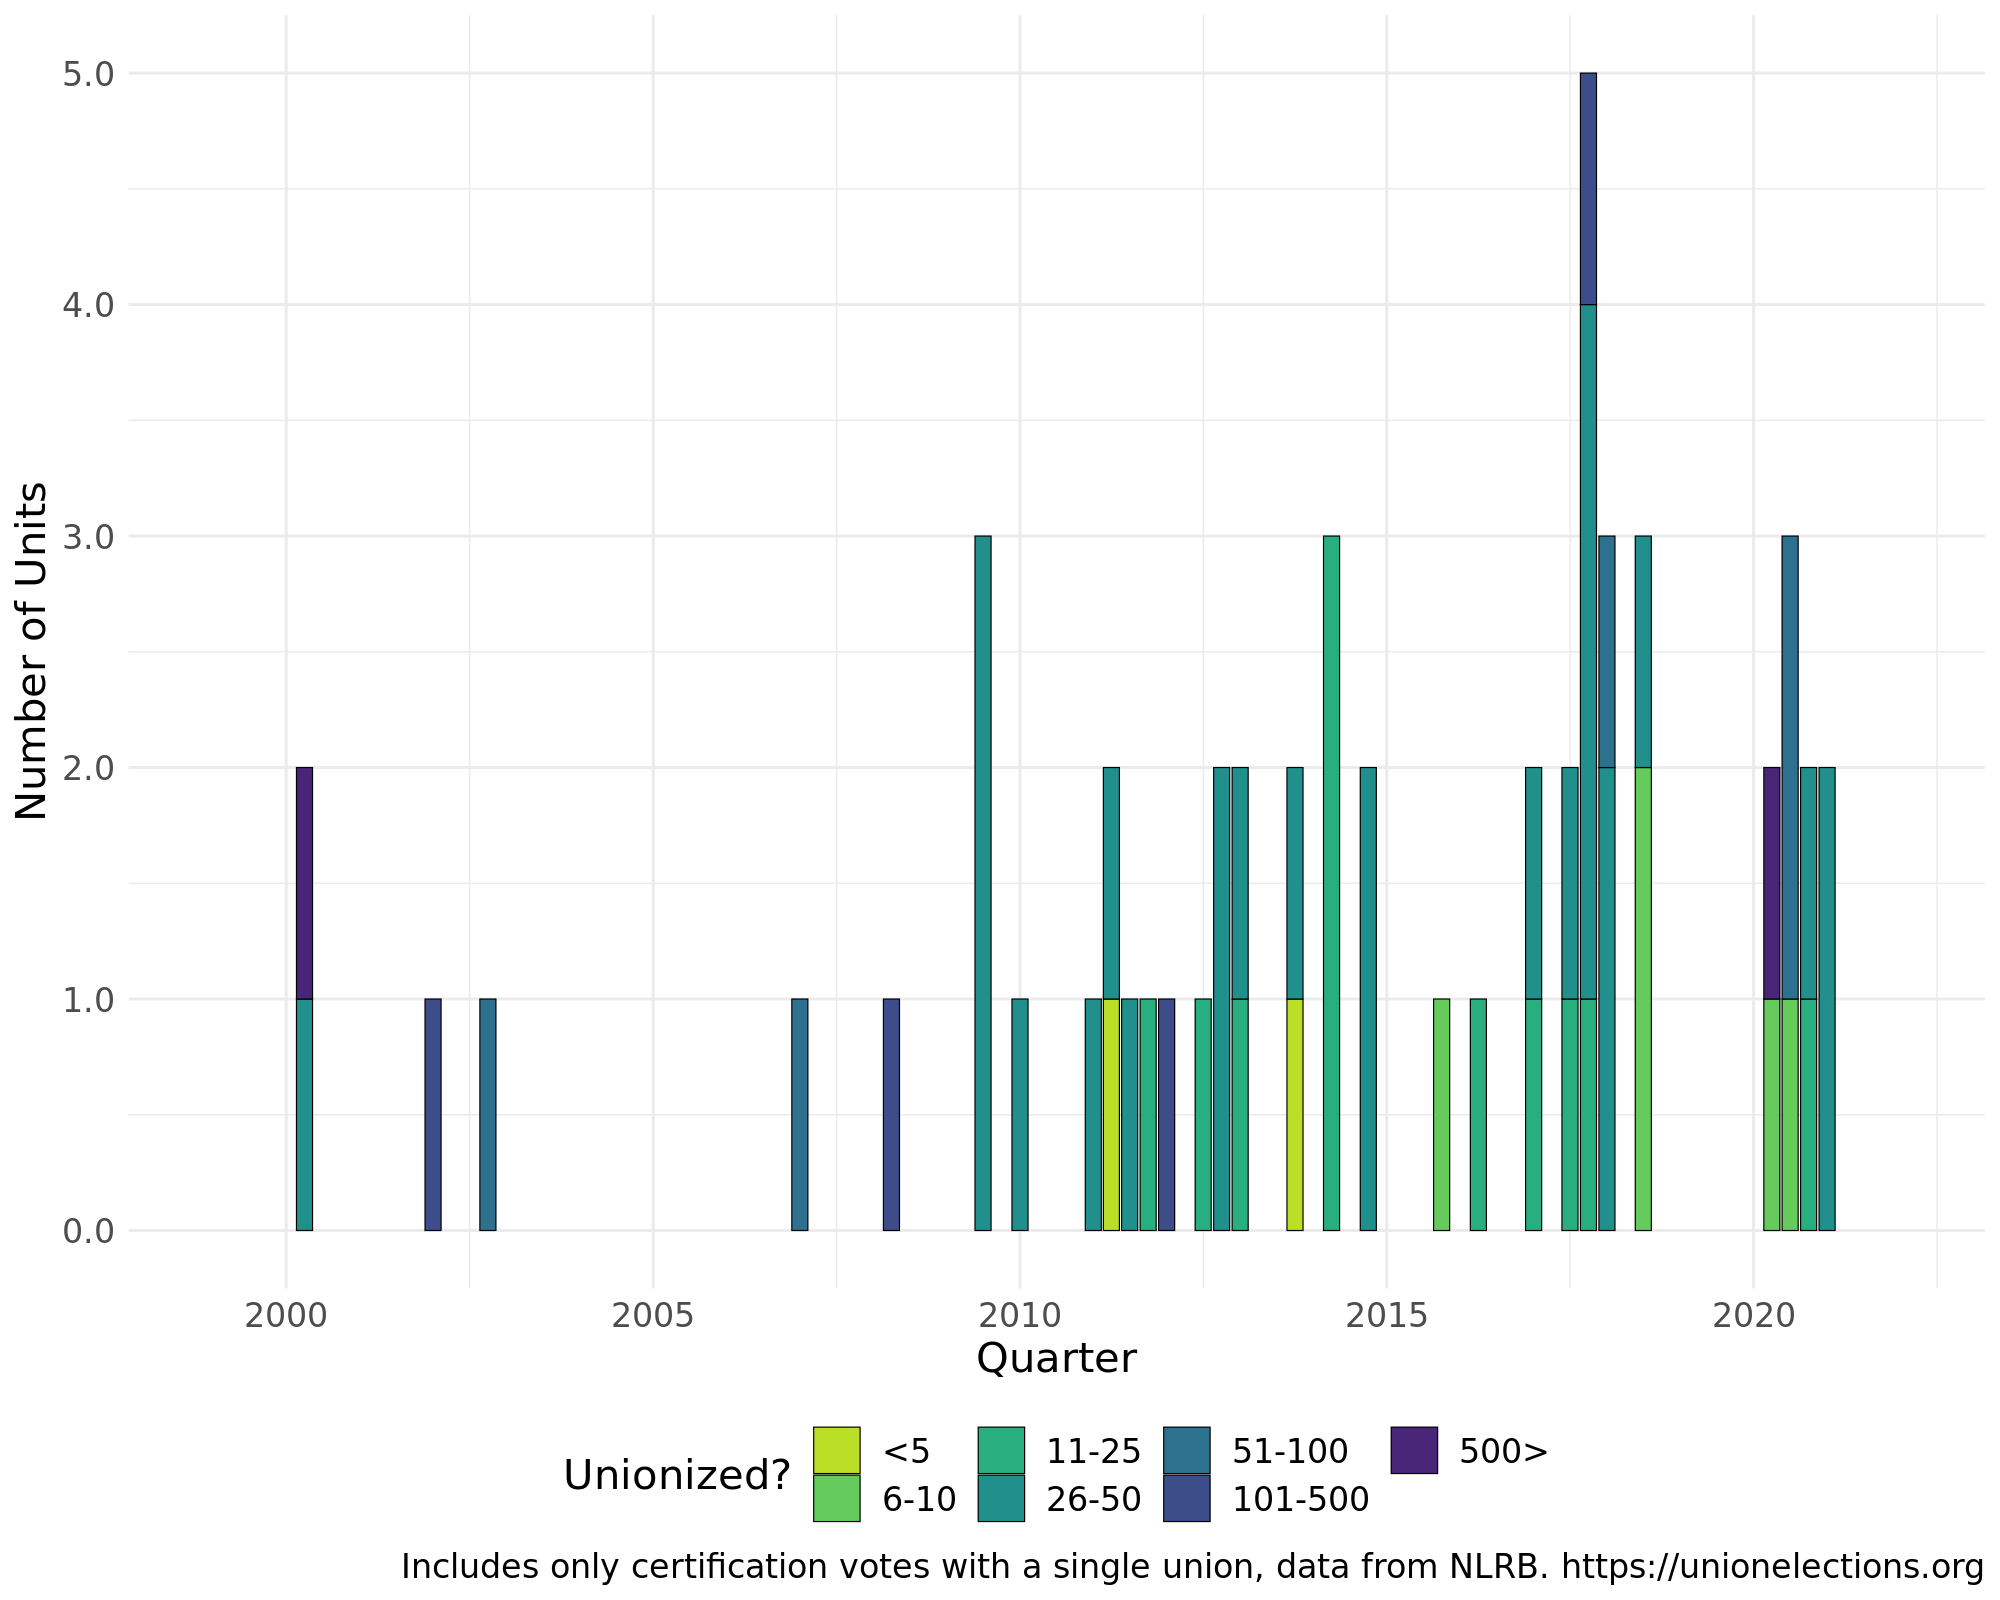 5.0
4.0
3.0
2.0
1.0
0.0
Number of Units
2000 2005 2010 2015 2020
Quarter
Unionized?
<5 11-25 51-100 500>
6-10 26-50 101-500
Includes only certification votes with a single union, data from NLRB. https://unionelections.org